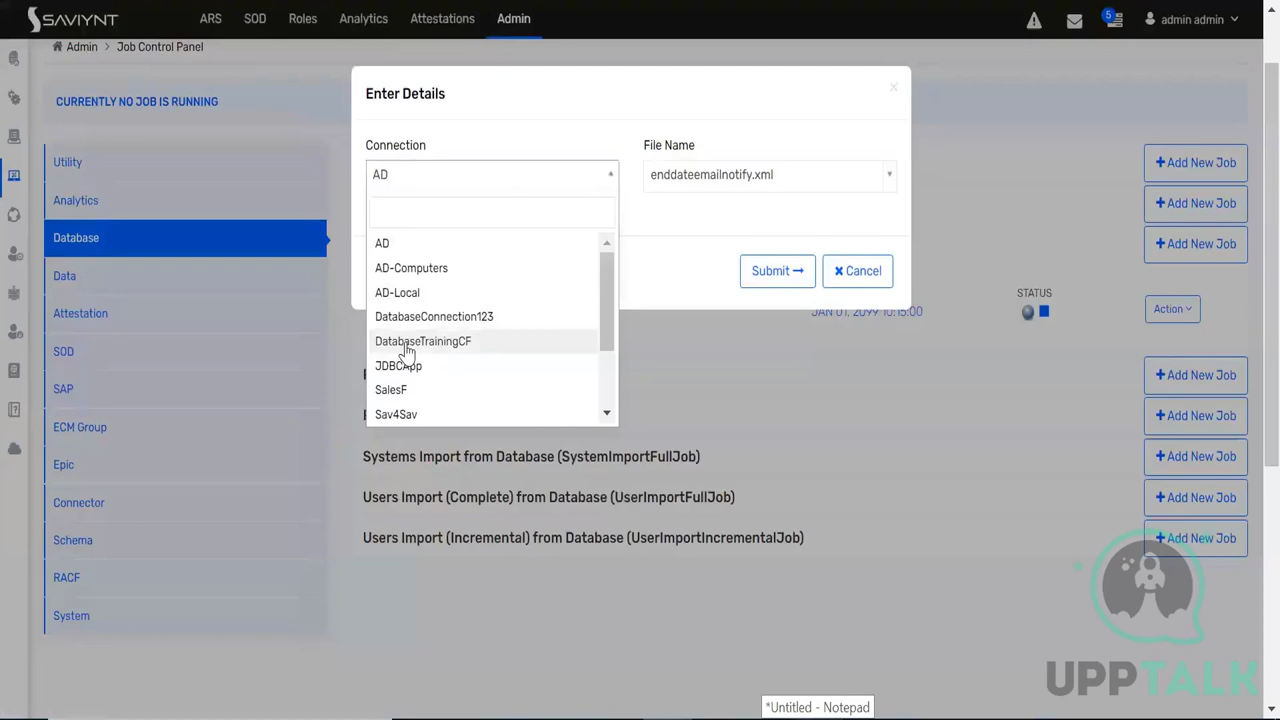 SAVIYNT
ARS
SOD
Roles
Analytics
Attestations
Admin
5
admin admin
Admin > Job Control Panel
CURRENTLY NO JOB IS RUNNING
Utility
Analytics
Database
Data
Attestation
SOD
SAP
ECM Group
Epic
Connector
Schema
RACF
System
Enter Details
×
Connection
File Name
AD
enddateemailnotify.xml
AD
AD-Computers
AD-Local
DatabaseConnection123
DatabaseTrainingCF
JDBCApp
SalesF
Sav4Sav
Submit
Cancel
+ Add New Job
+ Add New Job
+ Add New Job
STATUS
JAN 01, 2099 10:15:00
Action
+ Add New Job
+ Add New Job
Systems Import from Database (SystemImportFullJob)
+ Add New Job
Users Import (Complete) from Database (UserImportFullJob)
+ Add New Job
Users Import (Incremental) from Database (UserImportIncrementalJob)
+ Add New Job
UPPTALK
*Untitled - Notepad